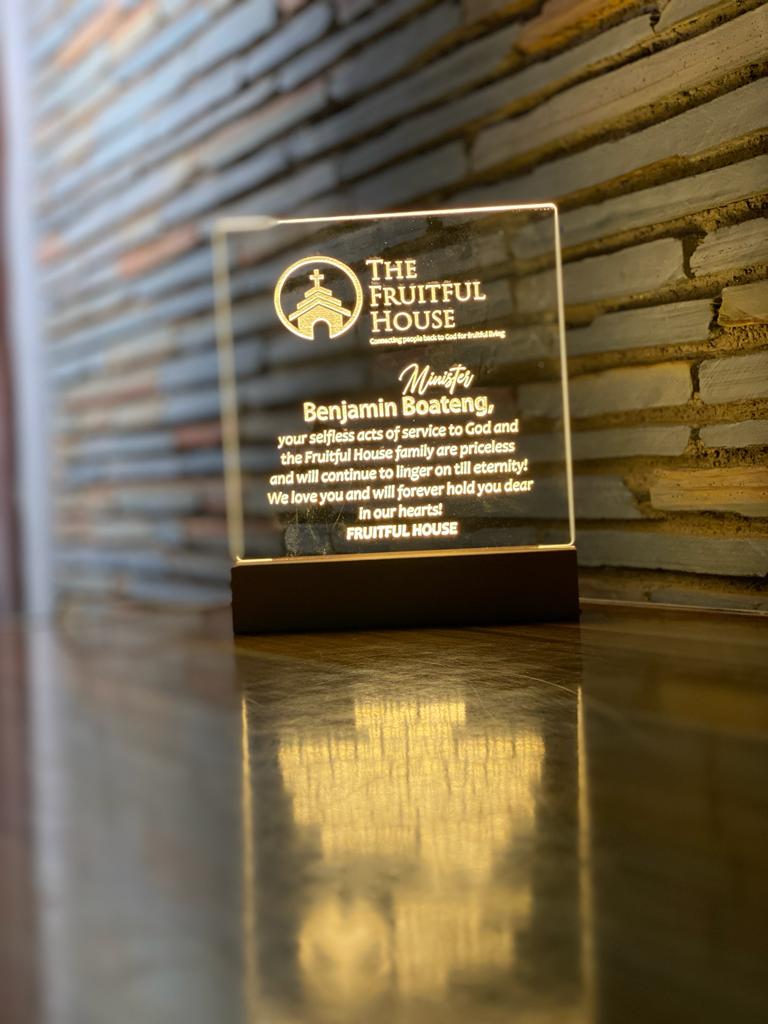 THE
FRUITFUL
HOUSE
Connecting people back to God for fruitful living
Minister
Benjamin Boateng,
your selfless acts of service to God and
the Fruitful House family are priceless
and will continue to linger on till eternity!
We love you and will forever hold you dear
in our hearts!
FRUITFUL HOUSE